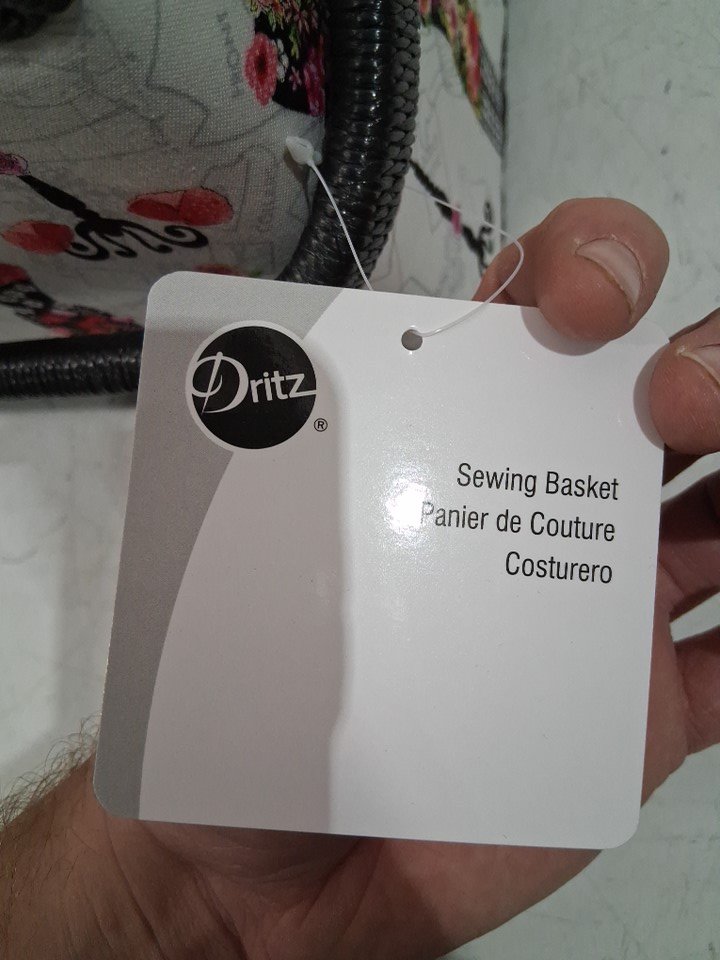 Dritz®
Sewing Basket
Panier de Couture
Costurero